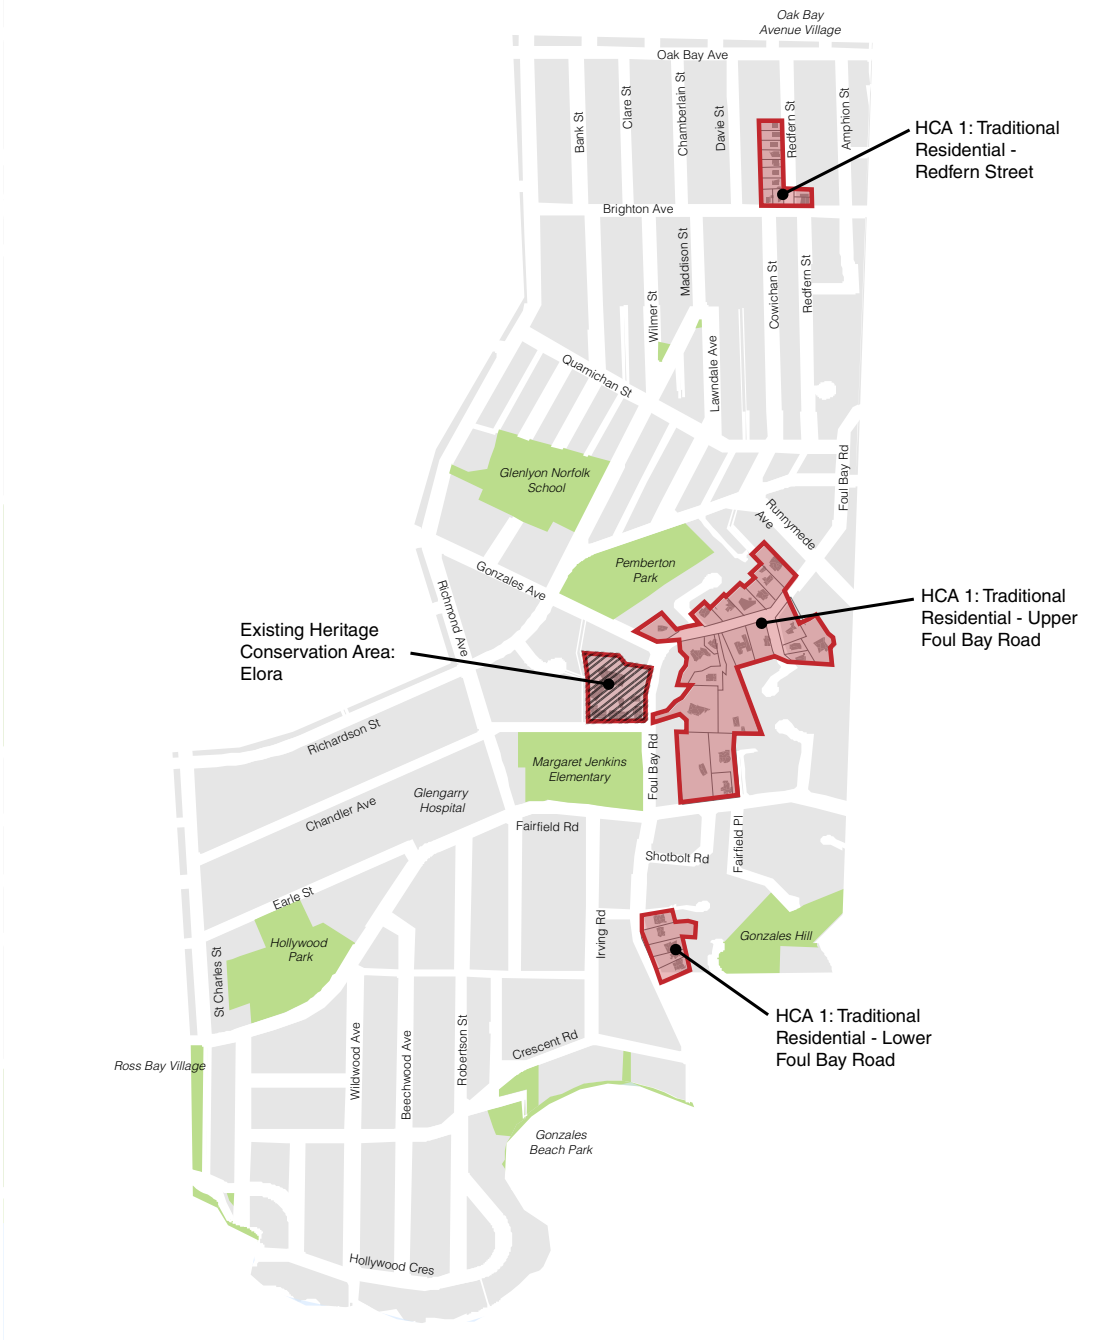 Oak Bay
Avenue Village
Oak Bay Ave
Bank St
Clare St
Chamberlain St
Davie St
Redfern St
Amphion St
HCA 1: Traditional
Residential -
Redfern Street
Brighton Ave
Maddison St
Wilmer St
Cowichan St
Redfern St
Lawndale Ave
Quamichan St
Foul Bay Rd
Glenlyon Norfolk
School
Runnymede
Ave
Pemberton
Park
Gonzales Ave
Richmond Ave
HCA 1: Traditional
Residential - Upper
Foul Bay Road
Existing Heritage
Conservation Area:
Elora
Richardson St
Margaret Jenkins
Elementary
Foul Bay Rd
Glengarry
Hospital
Chandler Ave
Fairfield Rd
Fairfield Pl
Shotbolt Rd
Earle St
Hollywood
Park
Irving Rd
Gonzales Hill
St Charles St
HCA 1: Traditional
Residential - Lower
Foul Bay Road
Crescent Rd
Ross Bay Village
Wildwood Ave
Beechwood Ave
Robertson St
Gonzales
Beach Park
Hollywood Cres